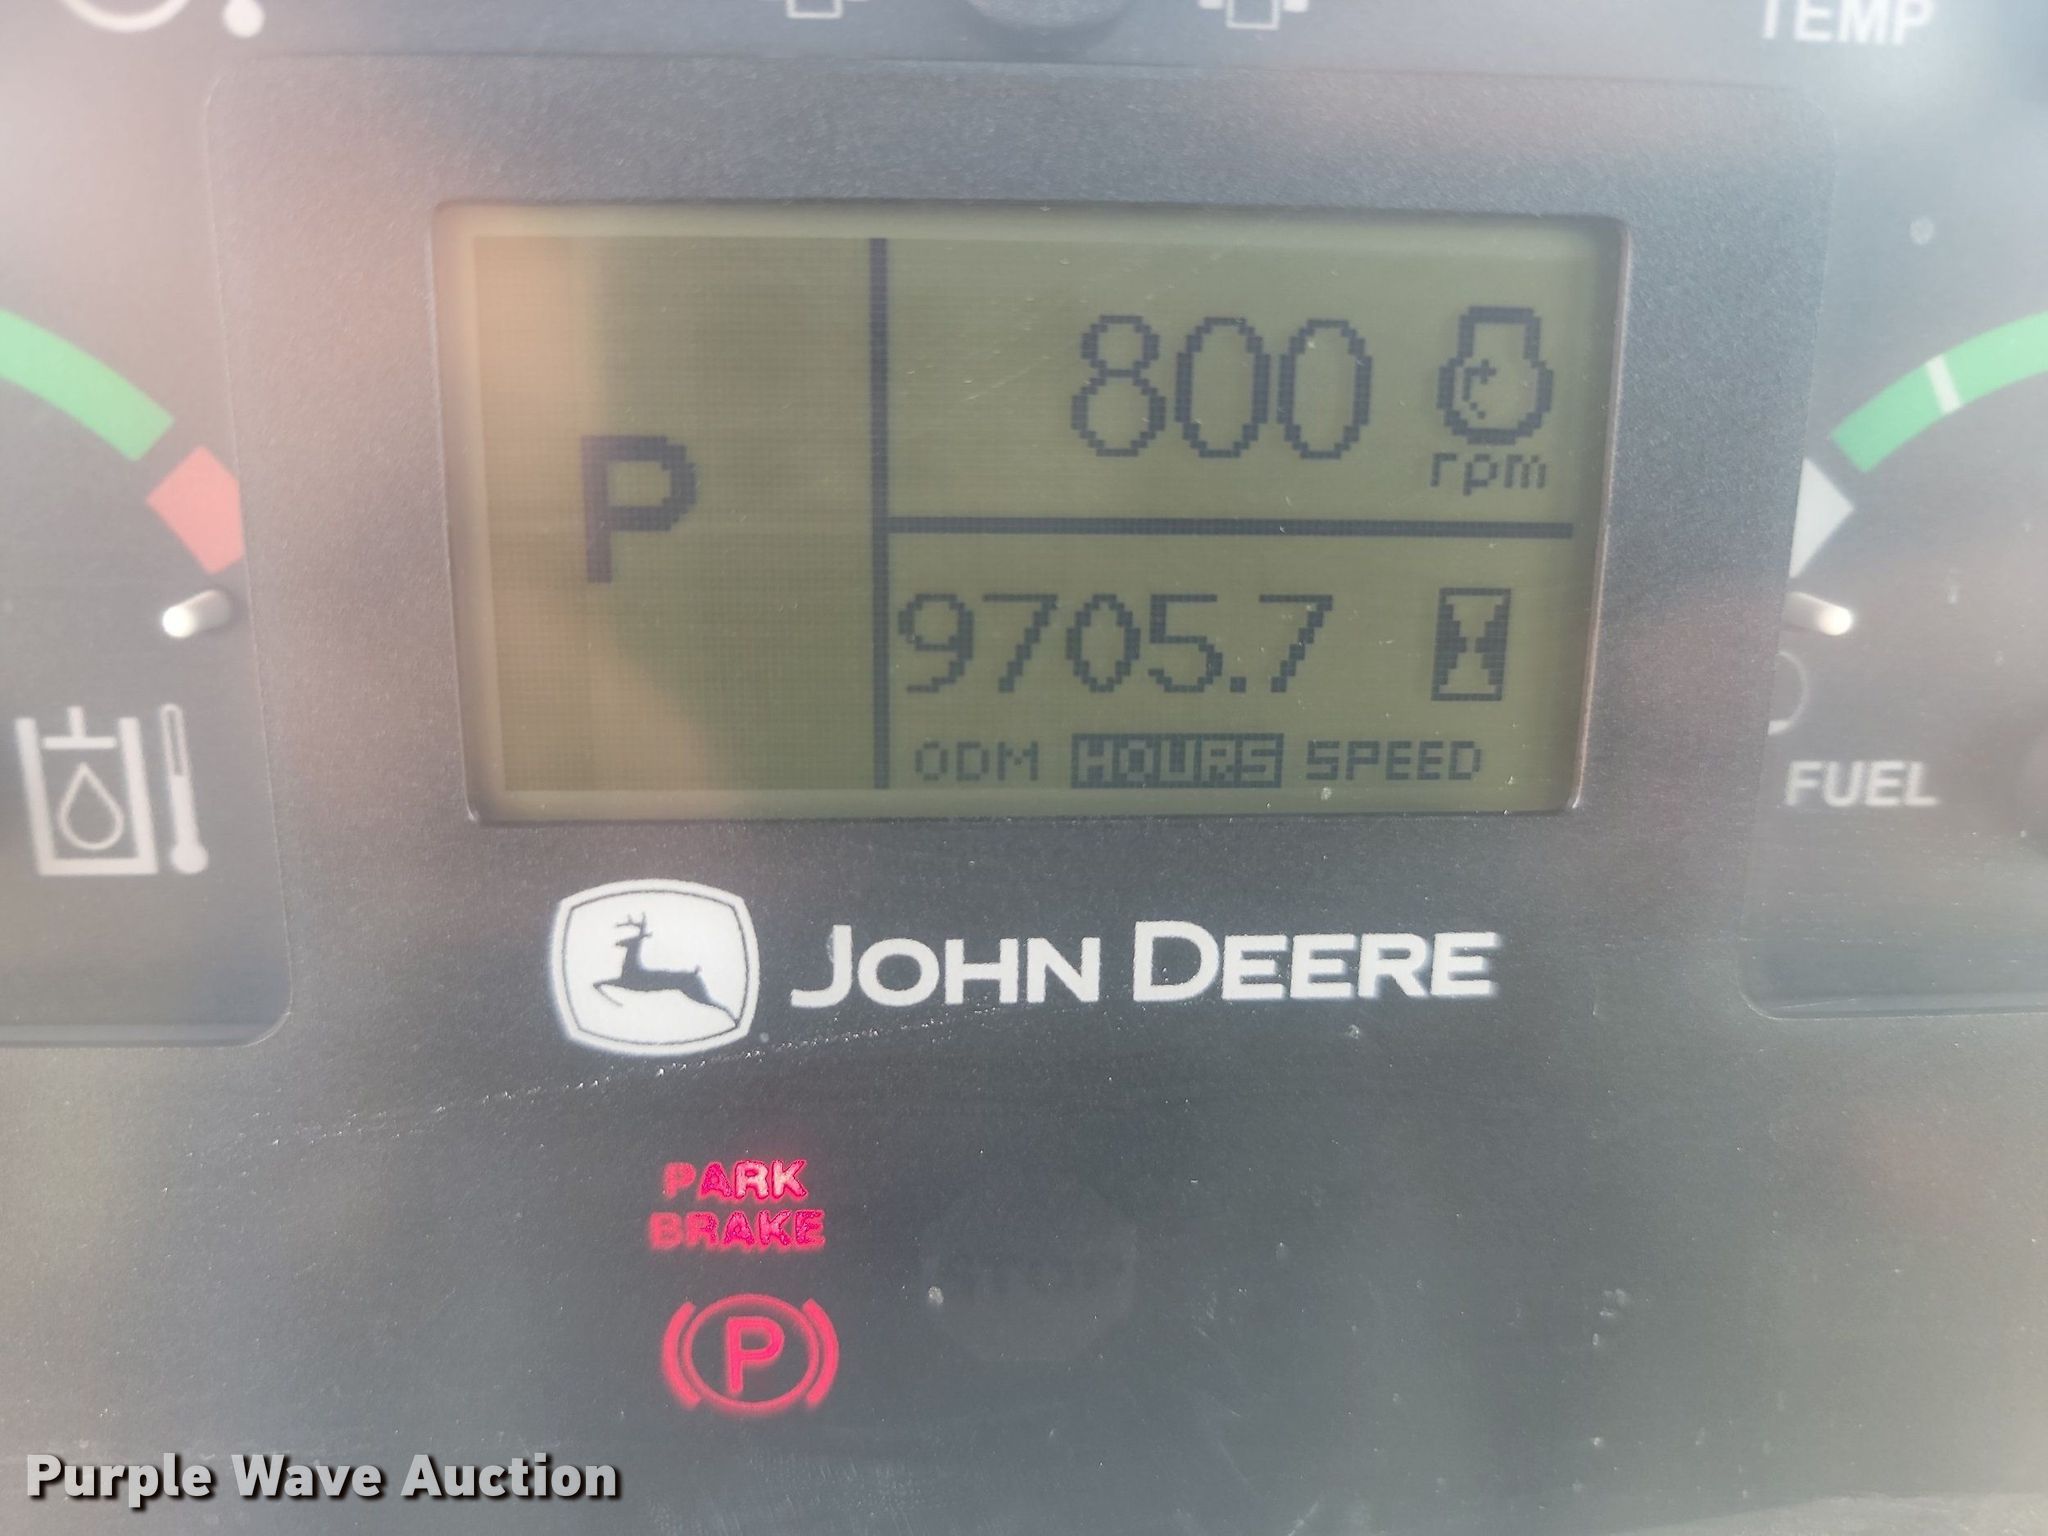 TEMP
P
800
rpm
9705.7
ODM HOURS SPEED
FUEL
JOHN DEERE
PARK
BRAKE
P
Purple Wave Auction